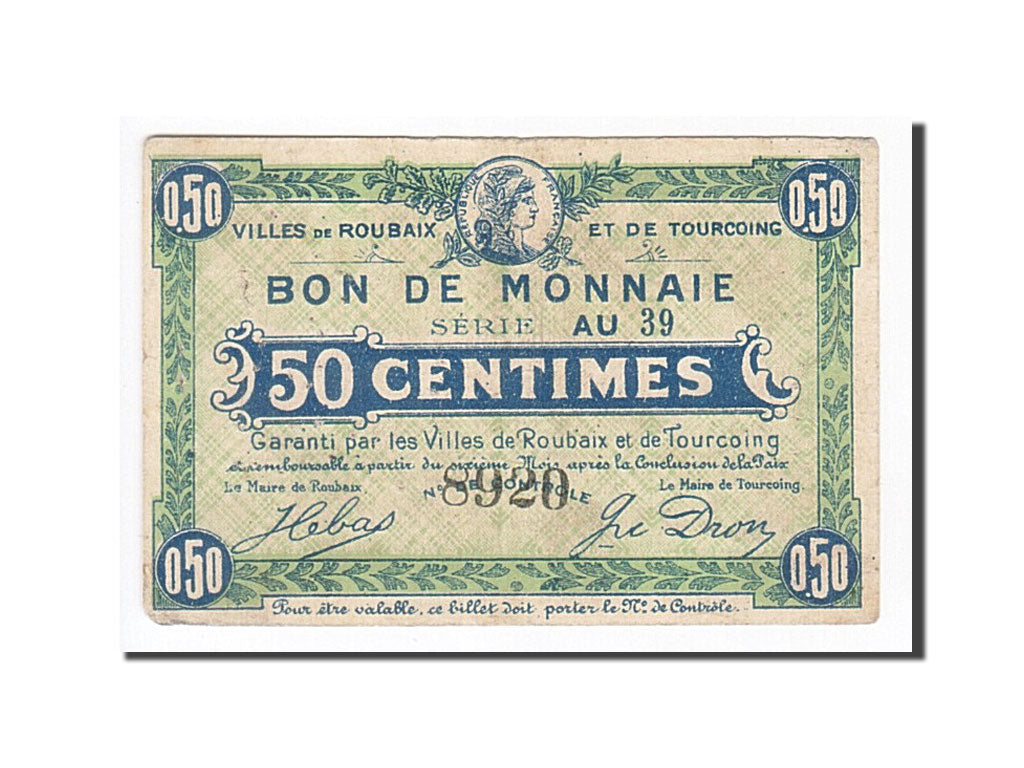 0.50 0.50
RÉPUBLIQUE FRANÇAISE
VILLES DE ROUBAIX ET DE TOURCOING
BON DE MONNAIE
SÉRIE AU 39
50 CENTIMES
Garanti par les Villes de Roubaix et de Tourcoing
et remboursable à partir du sixième Mois après la Conclusion de la Paix
Le Maire de Roubaix Le Maire de Tourcoing.
No. DE CONTRÔLE
8920
Hebas G. Dron
0.50 0.50
Pour être valable, ce billet doit porter le No. de Contrôle.